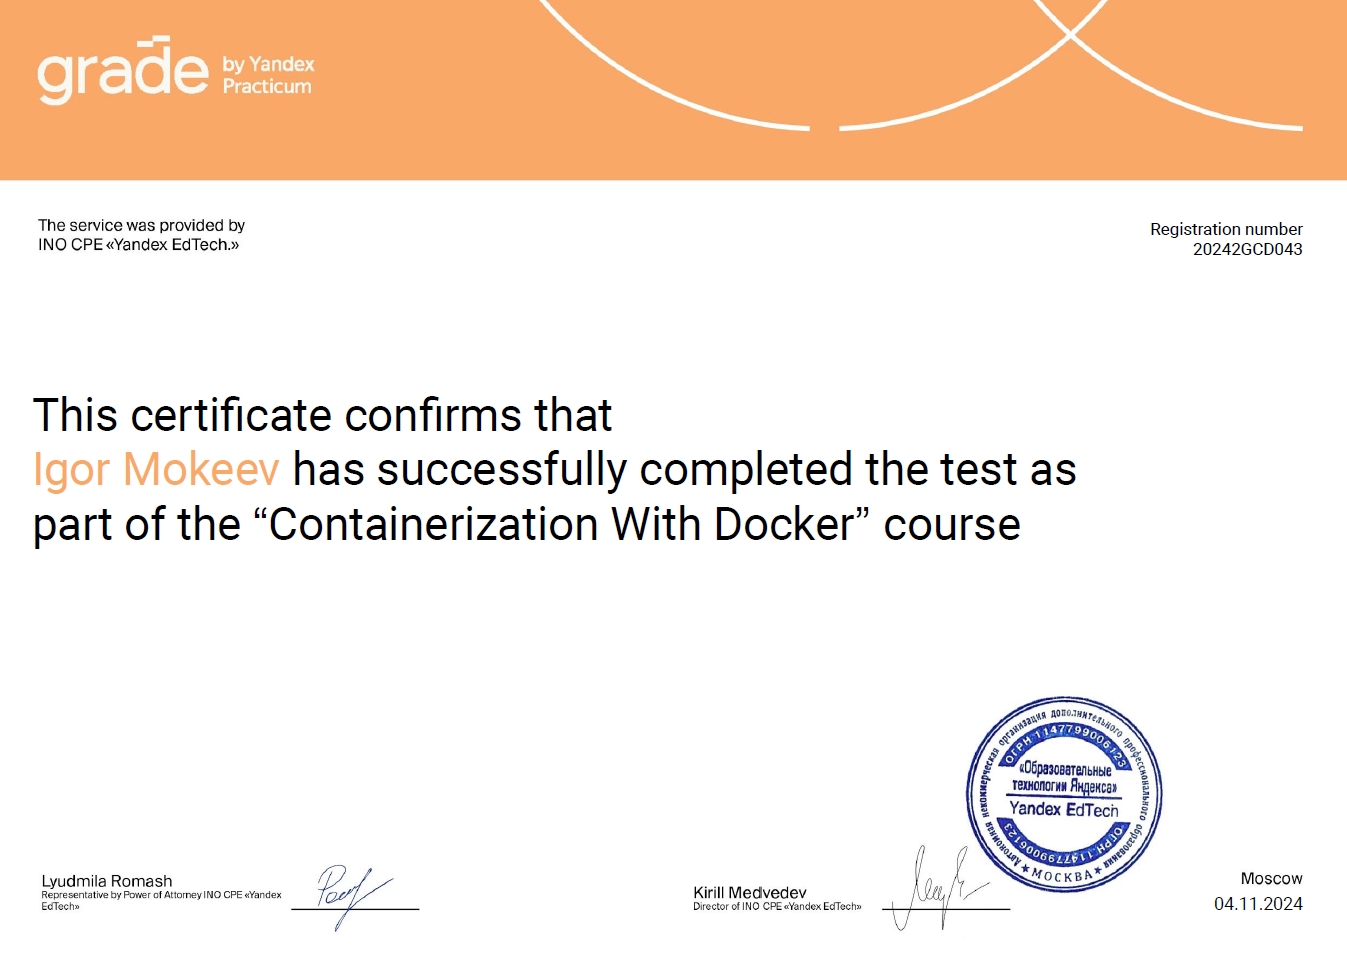 grade
by Yandex
Practicum
The service was provided by
INO CPE «Yandex EdTech.»
Registration number
20242GCD043
This certificate confirms that
Igor Mokeev has successfully completed the test as
part of the “Containerization With Docker” course
Автономная некоммерческая организация дополнительного профессионального образования
ОГРН 1147799006123
«Образовательные
технологии Яндекса»
Yandex EdTech
ОГРН 1147799006123
★ МОСКВА ★
Lyudmila Romash
Representative by Power of Attorney INO CPE «Yandex
EdTech»
Kirill Medvedev
Director of INO CPE «Yandex EdTech»
Moscow
04.11.2024